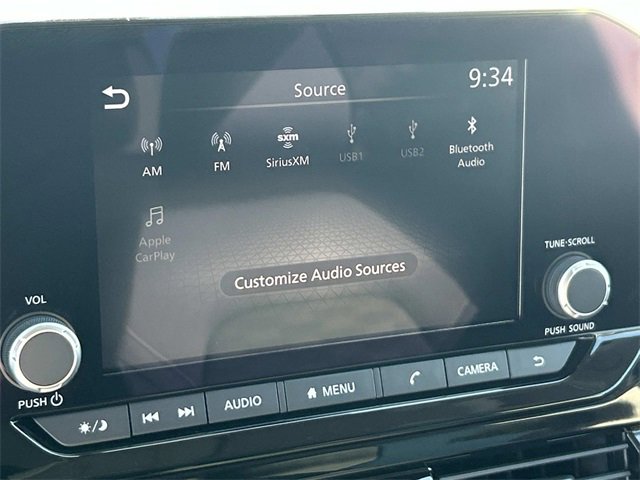 Source
9:34
AM
FM
sxm
SiriusXM
USB1
USB2
Bluetooth
Audio
Apple
CarPlay
Customize Audio Sources
VOL
PUSH
TUNE·SCROLL
PUSH SOUND
AUDIO
MENU
CAMERA